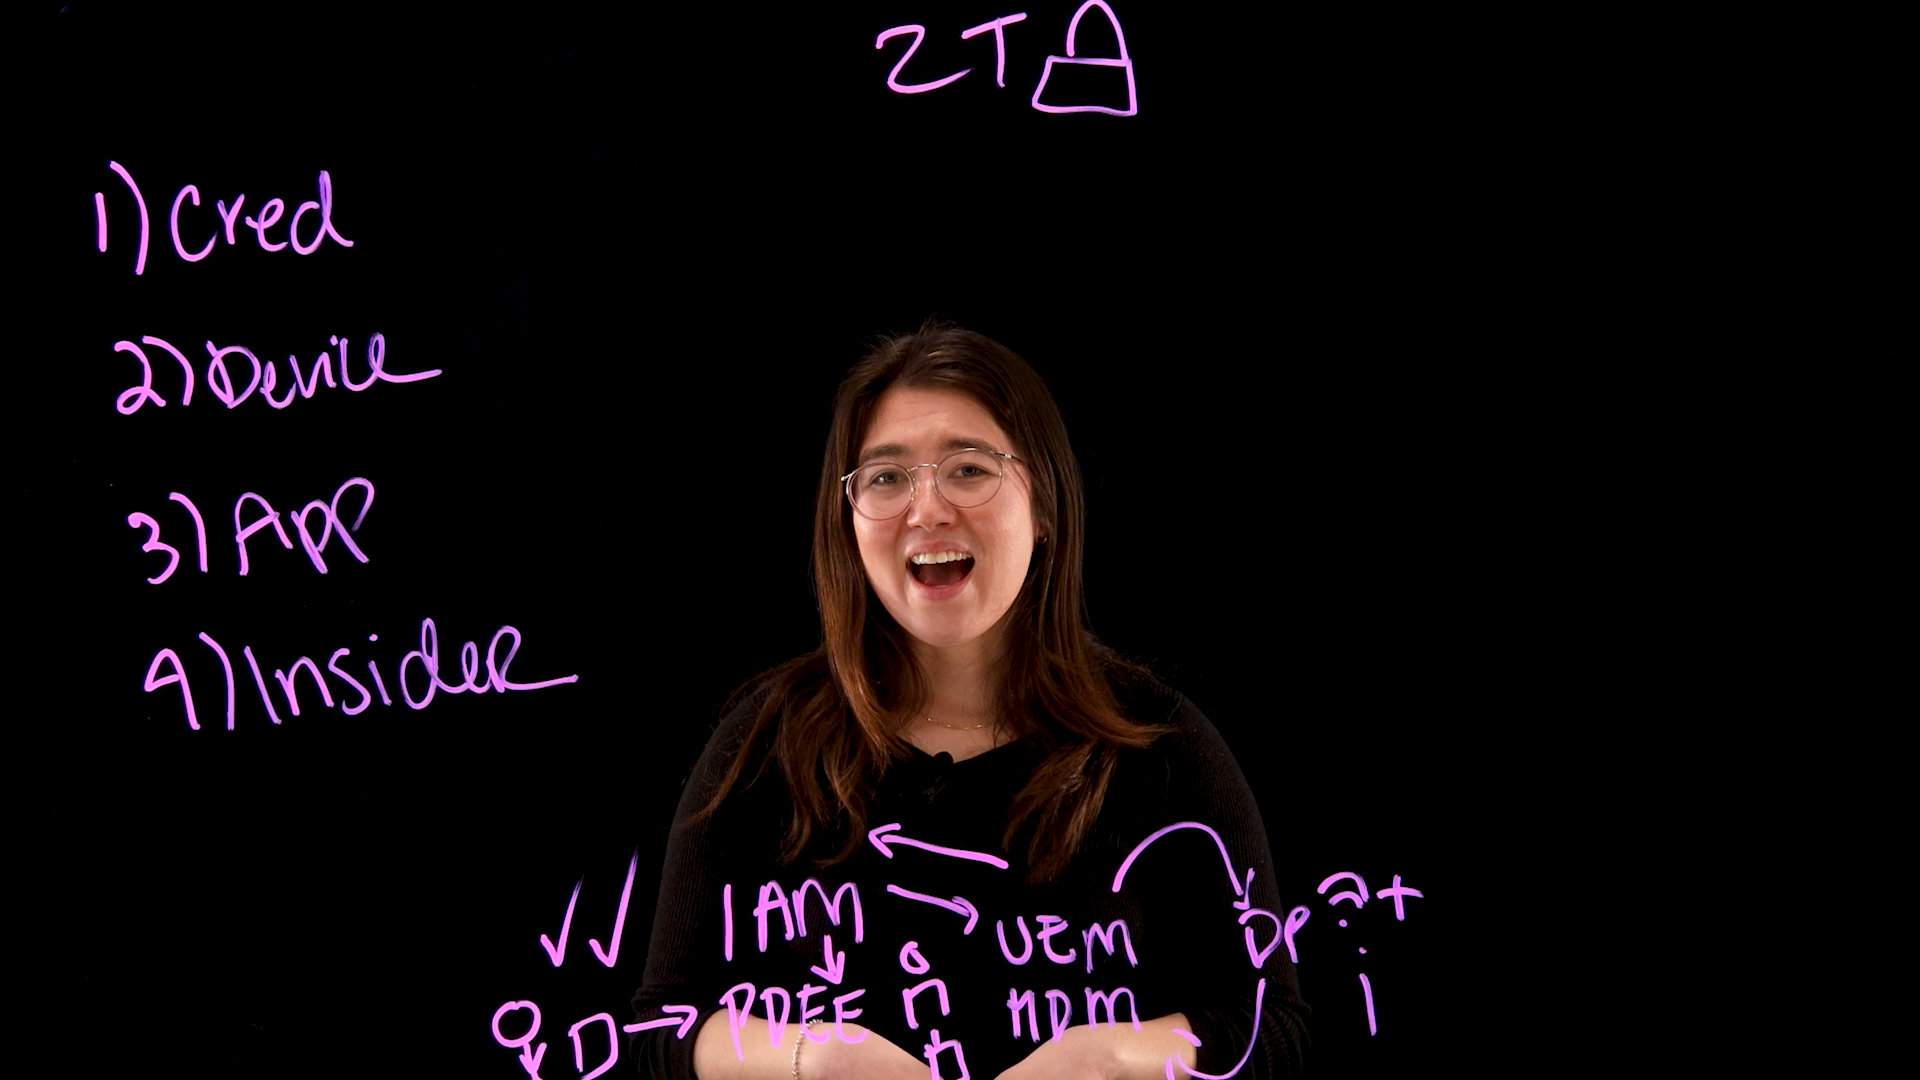 ZT
1) Cred
2) Device
3) App
4) Insider
IAM
UEM
DP ? +
PDEE
MDM